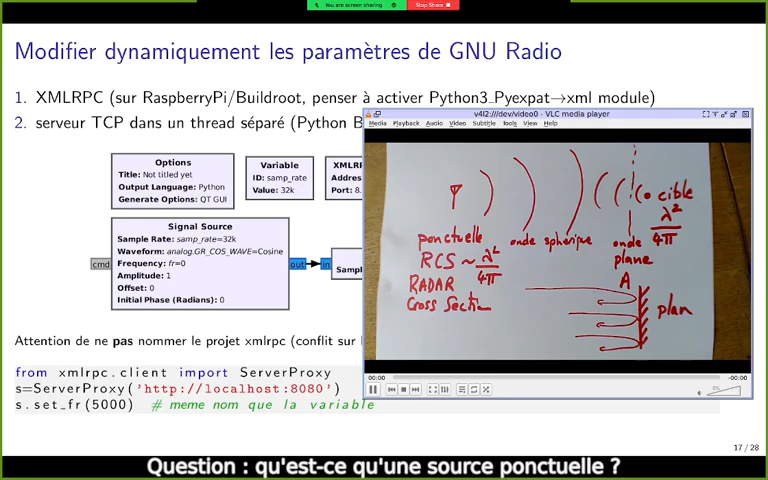 You are screen sharing
Stop Share
Modifier dynamiquement les paramètres de GNU Radio
1. XMLRPC (sur RaspberryPi/Buildroot, penser à activer Python3_Pyexpat→xml module)
2. serveur TCP dans un thread séparé (Python B
Options
Title: Not titled yet
Output Language: Python
Generate Options: QT GUI
Variable
ID: samp_rate
Value: 32k
XMLR
Addres
Port: 8.
Signal Source
Sample Rate: samp_rate=32k
Waveform: analog.GR_COS_WAVE=Cosine
Frequency: fr=0
Amplitude: 1
Offset: 0
Initial Phase (Radians): 0
cmd
out
in
Sampl
v4l2:///dev/video0 - VLC media player
Media Playback Audio Video Subtitle Tools View Help
cible
λ²
4π
ponctuelle
onde spherique
onde
plane
RCS ~ λ²
4π
RADAR
Cross Section
A
plan
00:00
-00:00
0%
Attention de ne pas nommer le projet xmlrpc (conflit sur l
from xmlrpc.client import ServerProxy
s=ServerProxy('http://localhost:8080')
s.set_fr(5000) # meme nom que la variable
17 / 28
Question : qu'est-ce qu'une source ponctuelle ?